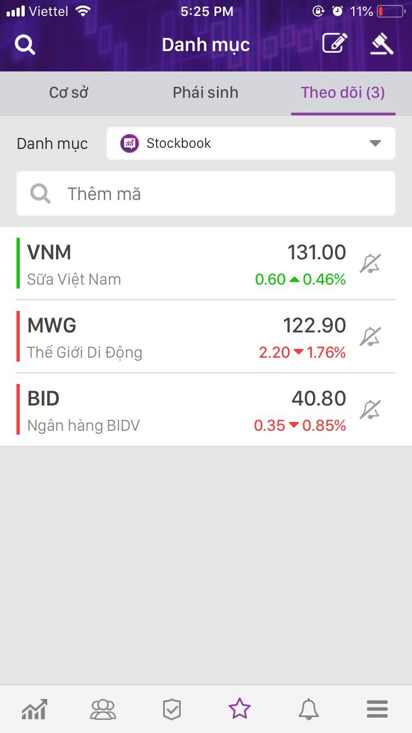 Viettel 5:25 PM 11%
Danh mục
Cơ sở Phái sinh Theo dõi (3)
Danh mục Stockbook
Thêm mã
VNM 131.00
Sữa Việt Nam 0.60 0.46%
MWG 122.90
Thế Giới Di Động 2.20 1.76%
BID 40.80
Ngân hàng BIDV 0.35 0.85%